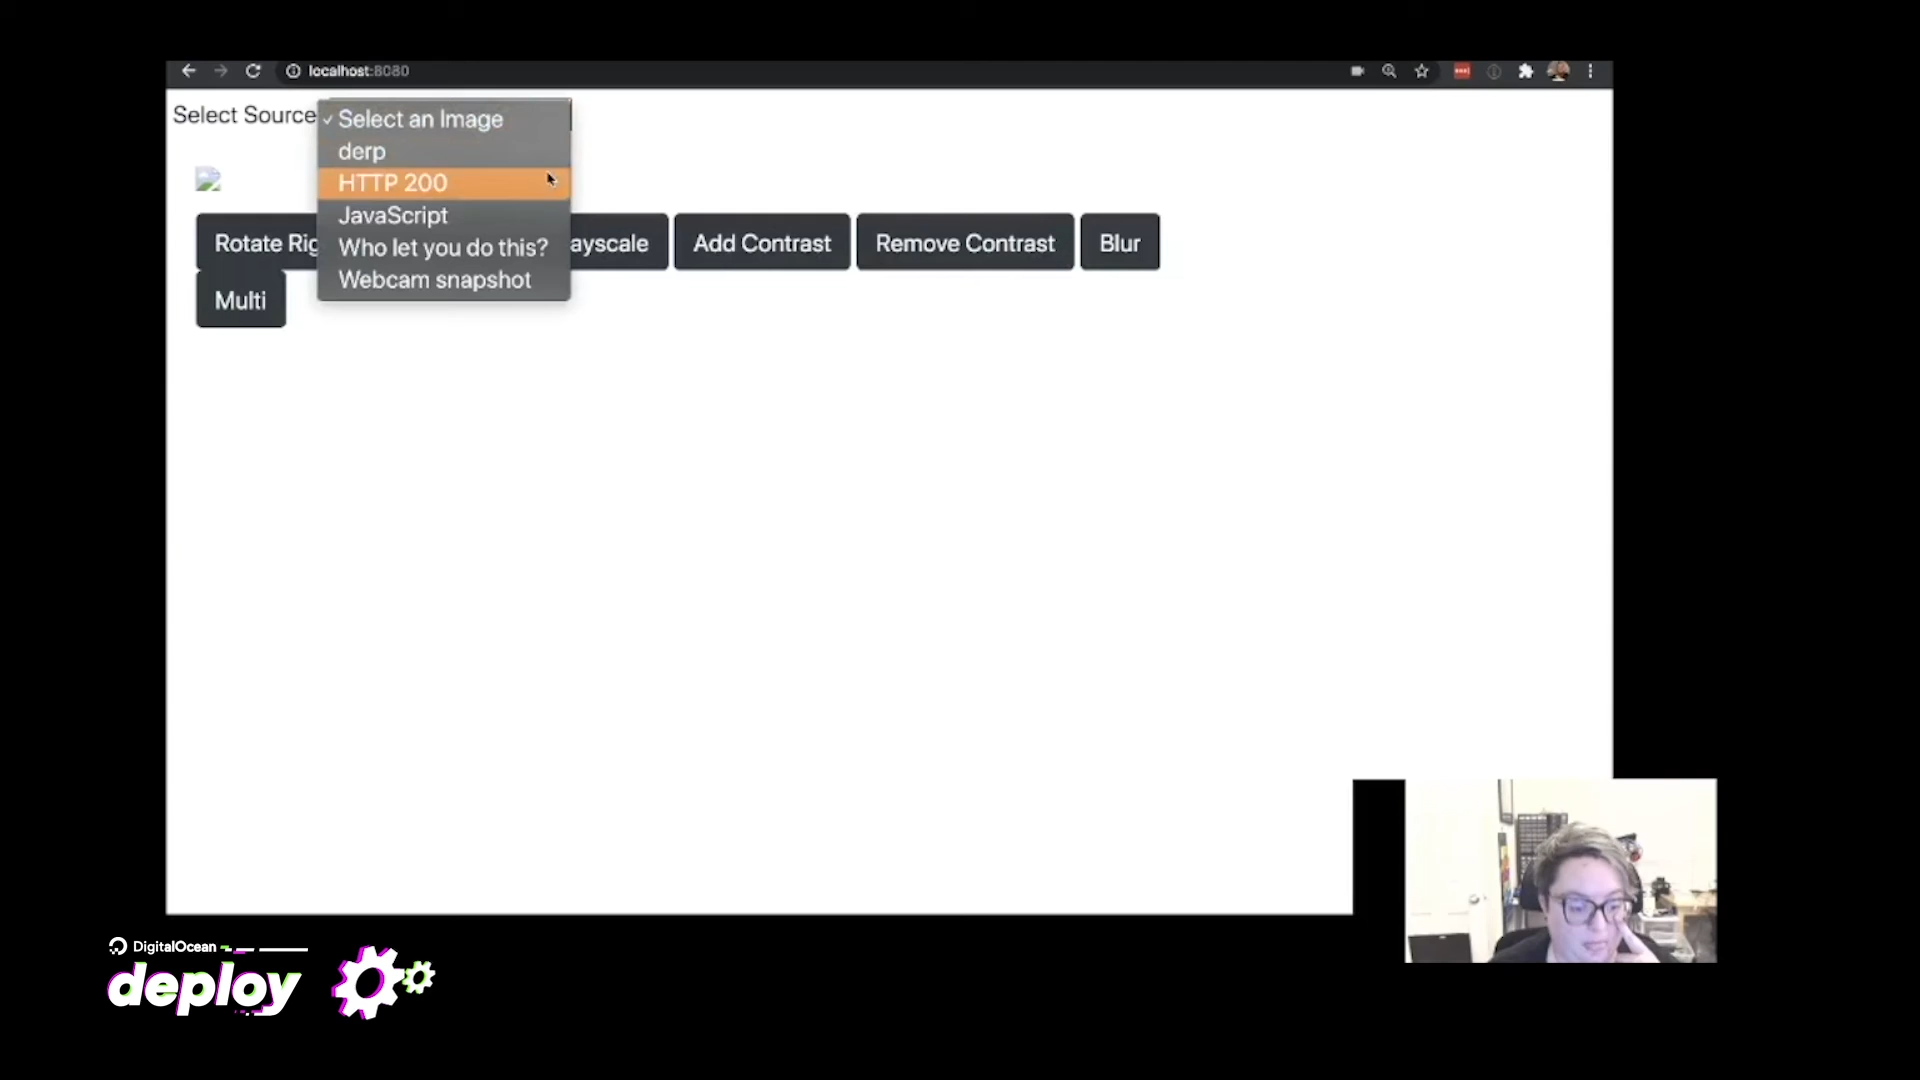 localhost:8080
Select Source
✓ Select an Image
derp
HTTP 200
JavaScript
Who let you do this?
Webcam snapshot
Rotate Rig
ayscale
Add Contrast
Remove Contrast
Blur
Multi
DigitalOcean
deploy